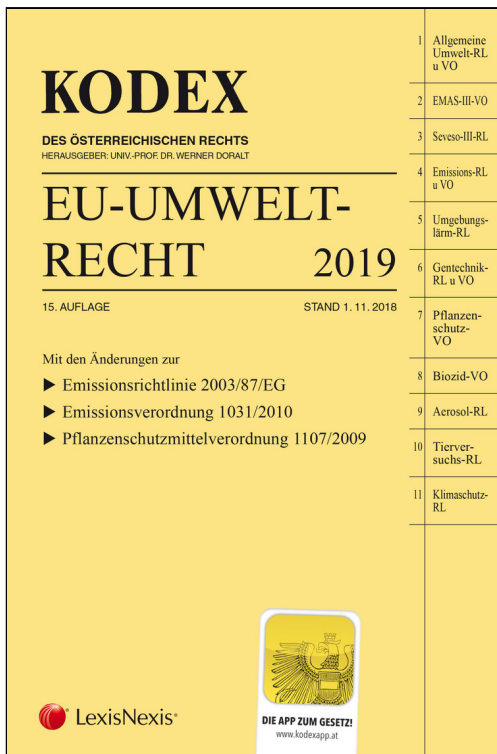 KODEX
DES ÖSTERREICHISCHEN RECHTS
HERAUSGEBER: UNIV.-PROF. DR. WERNER DORALT
EU-UMWELT-
RECHT 2019
15. AUFLAGE STAND 1. 11. 2018
Mit den Änderungen zur
▶ Emissionsrichtlinie 2003/87/EG
▶ Emissionsverordnung 1031/2010
▶ Pflanzenschutzmittelverordnung 1107/2009
1 Allgemeine
Umwelt-RL
u VO
2 EMAS-III-VO
3 Seveso-III-RL
4 Emissions-RL
u VO
5 Umgebungs-
lärm-RL
6 Gentechnik-
RL u VO
7 Pflanzen-
schutz-
VO
8 Biozid-VO
9 Aerosol-RL
10 Tierver-
suchs-RL
11 Klimaschutz-
RL
LexisNexis®
DIE APP ZUM GESETZ!
www.kodexapp.at